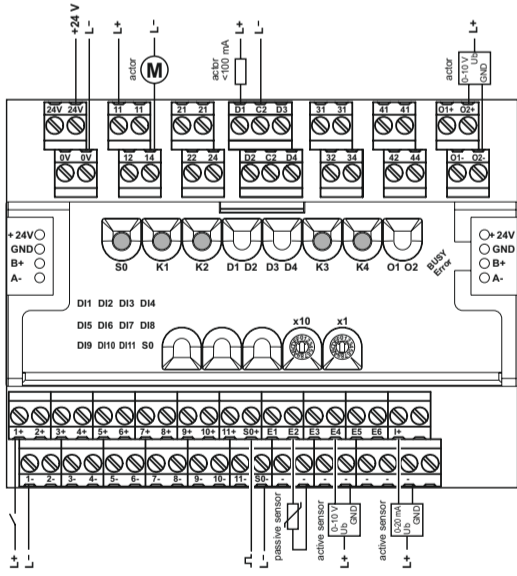 +24 V
L-
L+
L-
actor
M
actor
<100 mA
L+
L-
actor
0-10 V
Ub
GND
L+
24V 24V 11 11 21 21 D1 C2 D3 31 31 41 41 O1+ O2+
0V 0V 12 14 22 24 D2 C2 D4 32 34 42 44 O1- O2-
+ 24V
GND
B+
A-
S0 K1 K2 D1 D2 D3 D4 K3 K4 O1 O2
BUSY
Error
+ 24V
GND
B+
A-
DI1 DI2 DI3 DI4
DI5 DI6 DI7 DI8
DI9 DI10 DI11 S0
x10 x1
1+ 2+ 3+ 4+ 5+ 6+ 7+ 8+ 9+ 10+ 11+ S0+ E1 E2 E3 E4 E5 E6 I+
1- 2- 3- 4- 5- 6- 7- 8- 9- 10- 11- S0- - - - - - - -
L+
L-
L-
passive sensor
active sensor
0-10 V
Ub
GND
L+
active sensor
0-20 mA
Ub
GND
L+